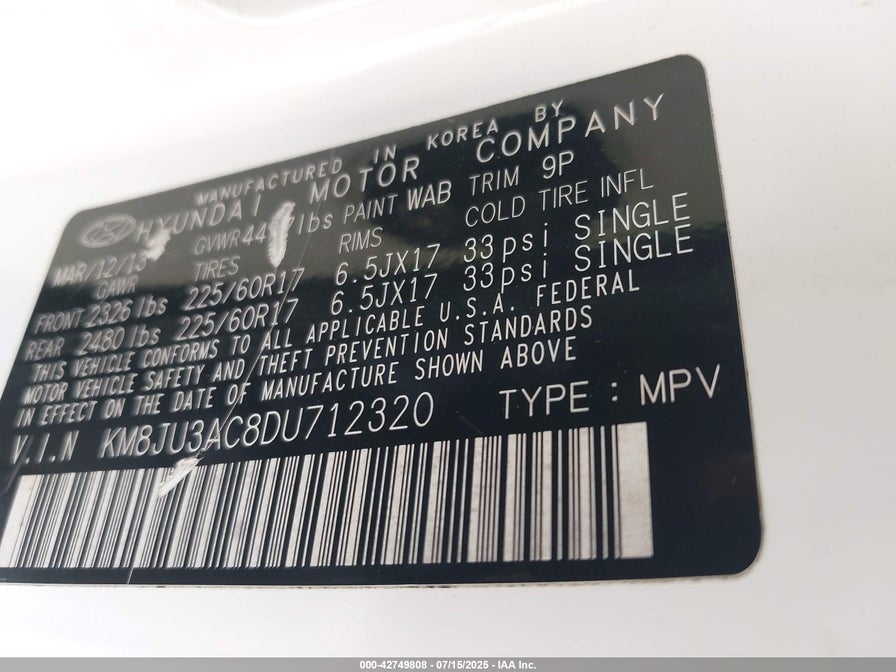 MANUFACTURED IN KOREA BY
HYUNDAI MOTOR COMPANY
MAR/12/13 GVWR 44 7lbs PAINT WAB TRIM 9P
GAWR TIRES RIMS COLD TIRE INFL
FRONT 2326 lbs 225/60R17 6.5JX17 33psi SINGLE
REAR 2480 lbs 225/60R17 6.5JX17 33psi SINGLE
THIS VEHICLE CONFORMS TO ALL APPLICABLE U.S.A. FEDERAL
MOTOR VEHICLE SAFETY AND THEFT PREVENTION STANDARDS
IN EFFECT ON THE DATE OF MANUFACTURE SHOWN ABOVE
V.I.N KM8JU3AC8DU712320 TYPE : MPV
000-42749808 - 07/15/2025 - IAA Inc.